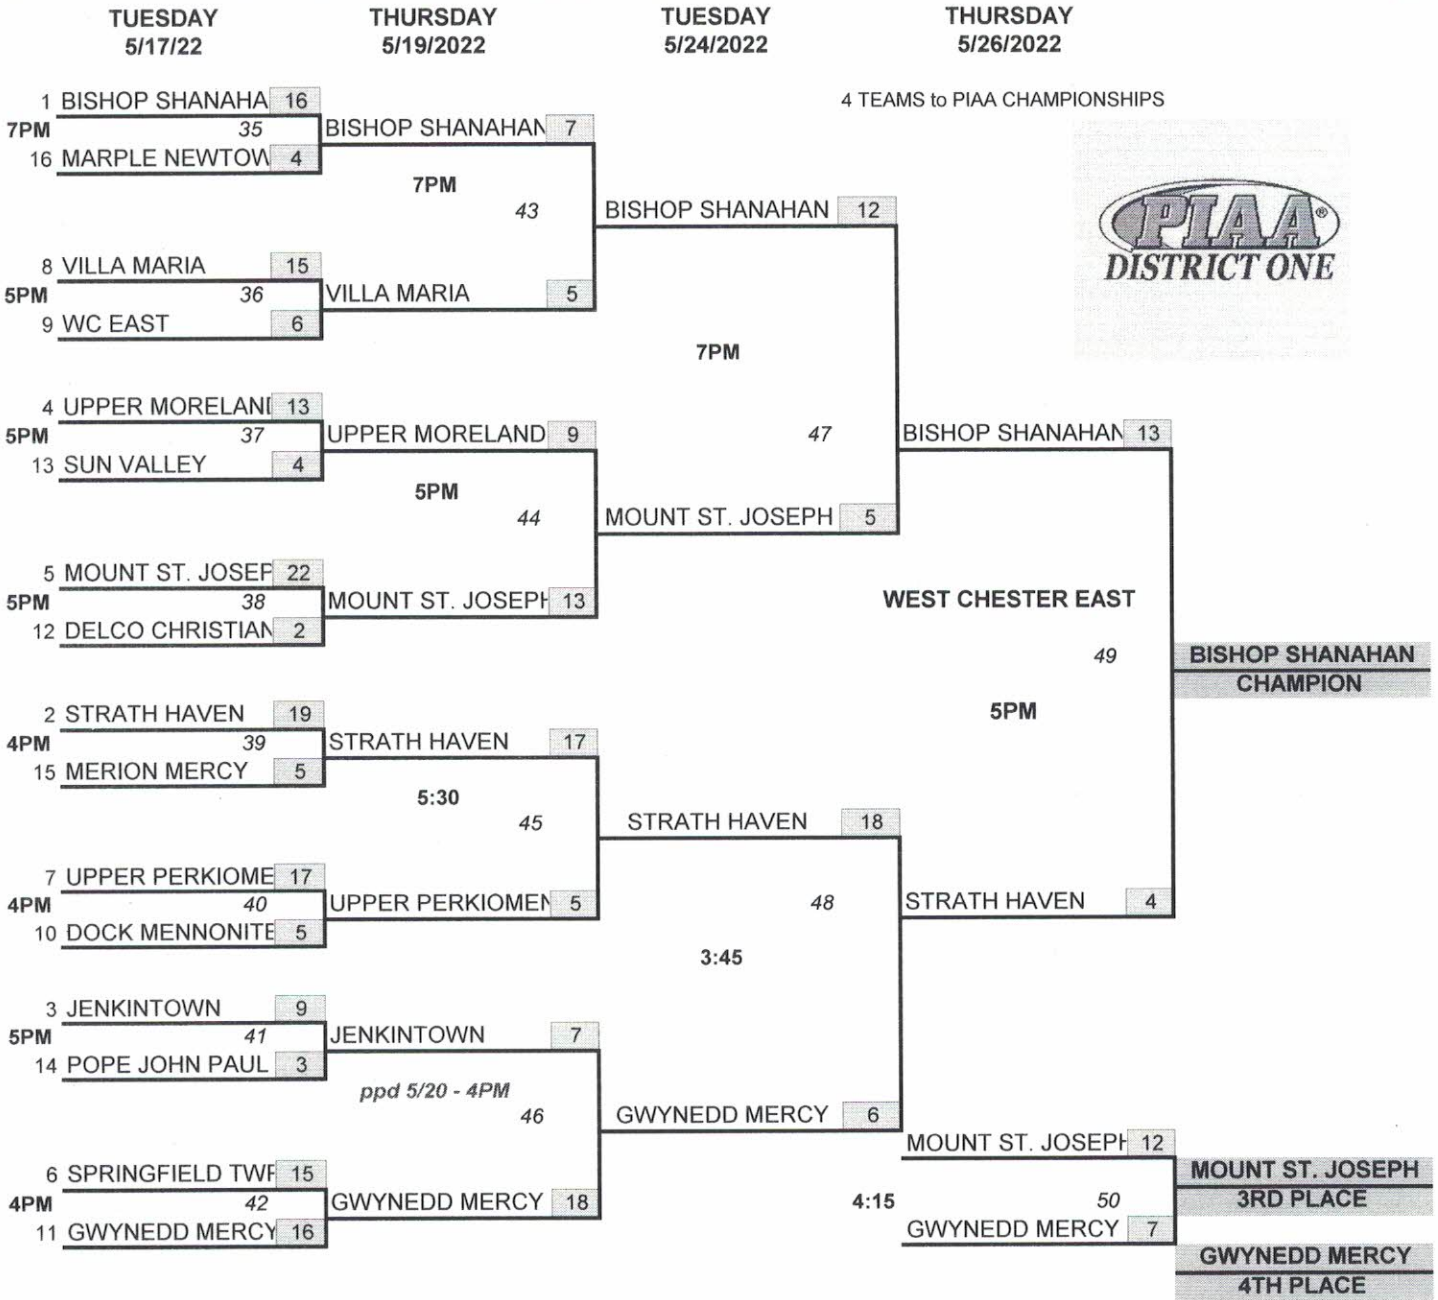 TUESDAY THURSDAY TUESDAY THURSDAY
5/17/22 5/19/2022 5/24/2022 5/26/2022
1 BISHOP SHANAHA 16
4 TEAMS to PIAA CHAMPIONSHIPS
7PM 35
BISHOP SHANAHAN 7
16 MARPLE NEWTOW 4
7PM
43
BISHOP SHANAHAN 12
PIAA®
DISTRICT ONE
8 VILLA MARIA 15
5PM 36
VILLA MARIA 5
9 WC EAST 6
7PM
4 UPPER MORELAND 13
5PM 37
UPPER MORELAND 9
47
BISHOP SHANAHAN 13
13 SUN VALLEY 4
5PM
44
MOUNT ST. JOSEPH 5
5 MOUNT ST. JOSEP 22
5PM 38
MOUNT ST. JOSEPH 13
WEST CHESTER EAST
12 DELCO CHRISTIAN 2
49
BISHOP SHANAHAN
CHAMPION
2 STRATH HAVEN 19
5PM
4PM 39
STRATH HAVEN 17
15 MERION MERCY 5
5:30
45
STRATH HAVEN 18
7 UPPER PERKIOME 17
4PM 40
UPPER PERKIOMEN 5
48
STRATH HAVEN 4
10 DOCK MENNONITE 5
3:45
3 JENKINTOWN 9
5PM 41
JENKINTOWN 7
14 POPE JOHN PAUL 3
ppd 5/20 - 4PM
46
GWYNEDD MERCY 6
MOUNT ST. JOSEPH 12
6 SPRINGFIELD TWP 15
MOUNT ST. JOSEPH
3RD PLACE
4PM 42
GWYNEDD MERCY 18
4:15 50
11 GWYNEDD MERCY 16
GWYNEDD MERCY 7
GWYNEDD MERCY
4TH PLACE